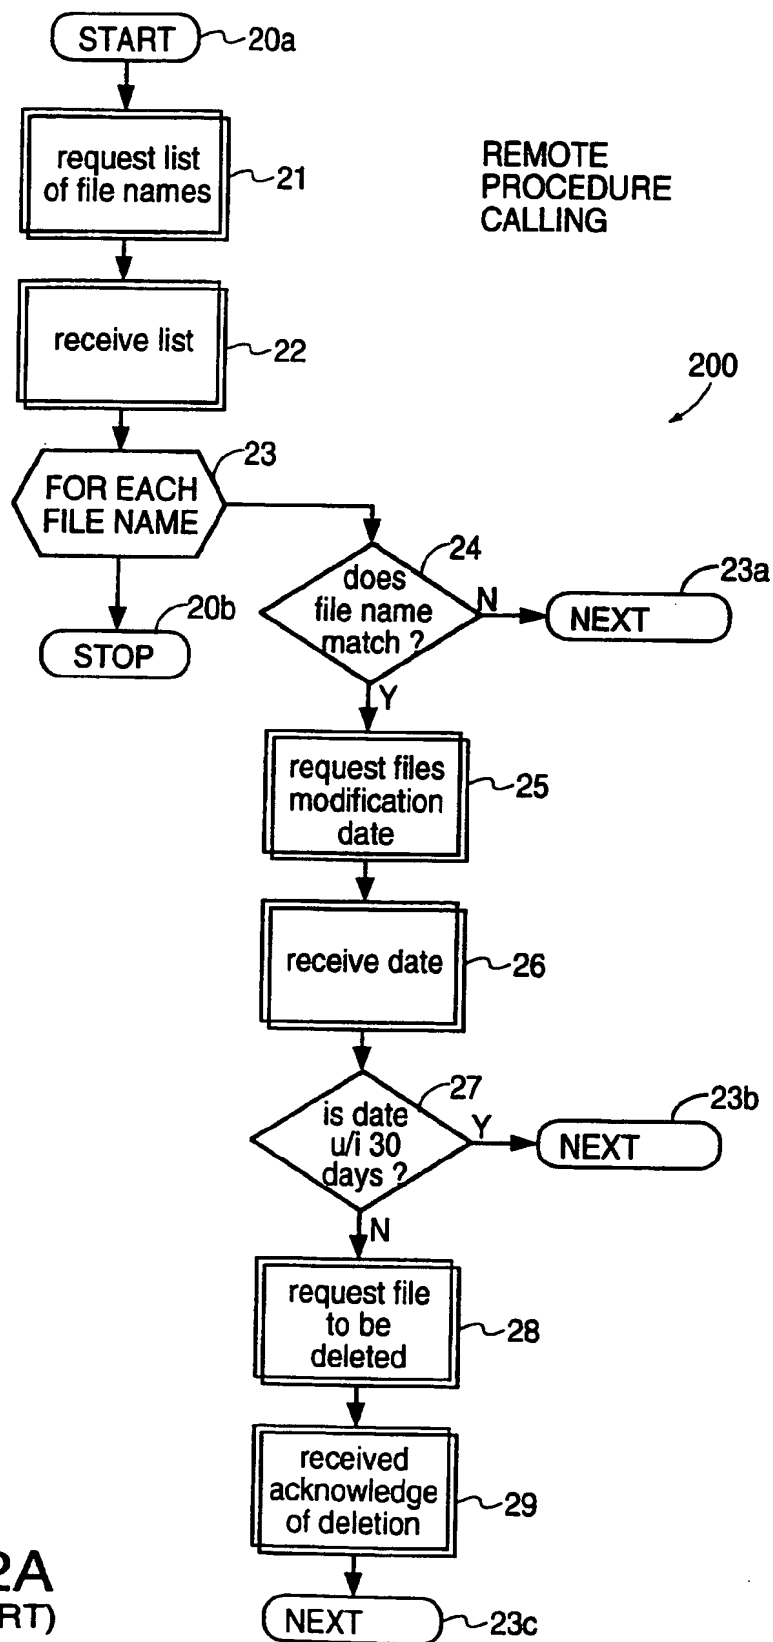 START
20a
request list
of file names
21
REMOTE
PROCEDURE
CALLING
receive list
22
200
FOR EACH
FILE NAME
23
does
file name
match ?
24
N
NEXT
23a
STOP
20b
Y
request files
modification
date
25
receive date
26
is date
u/i 30
days ?
27
Y
NEXT
23b
N
request file
to be
deleted
28
received
acknowledge
of deletion
29
2A
RT)
NEXT
23c